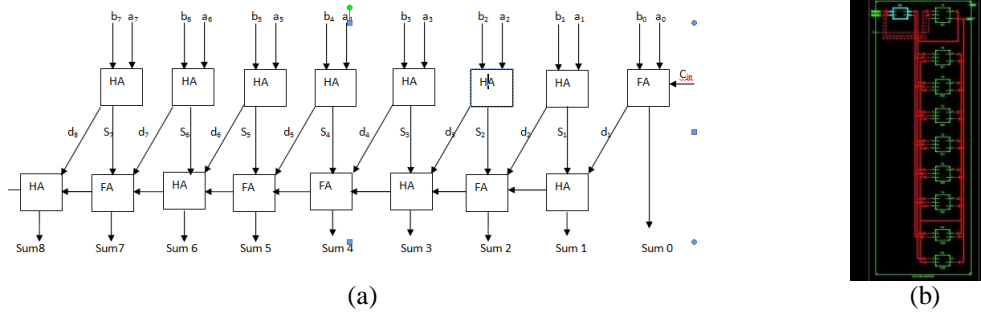 b₇ a₇ b₆ a₆ b₅ a₅ b₄ a₄ b₃ a₃ b₂ a₂ b₁ a₁ b₀ a₀
HA HA HA HA HA HA HA FA Cin
d₈ S₇ d₇ S₆ d₆ S₅ d₅ S₄ d₄ S₃ d₃ S₂ d₂ S₁ d₁
HA FA HA FA FA HA FA HA
Sum8 Sum7 Sum 6 Sum 5 Sum 4 Sum 3 Sum 2 Sum 1 Sum 0
(a) (b)